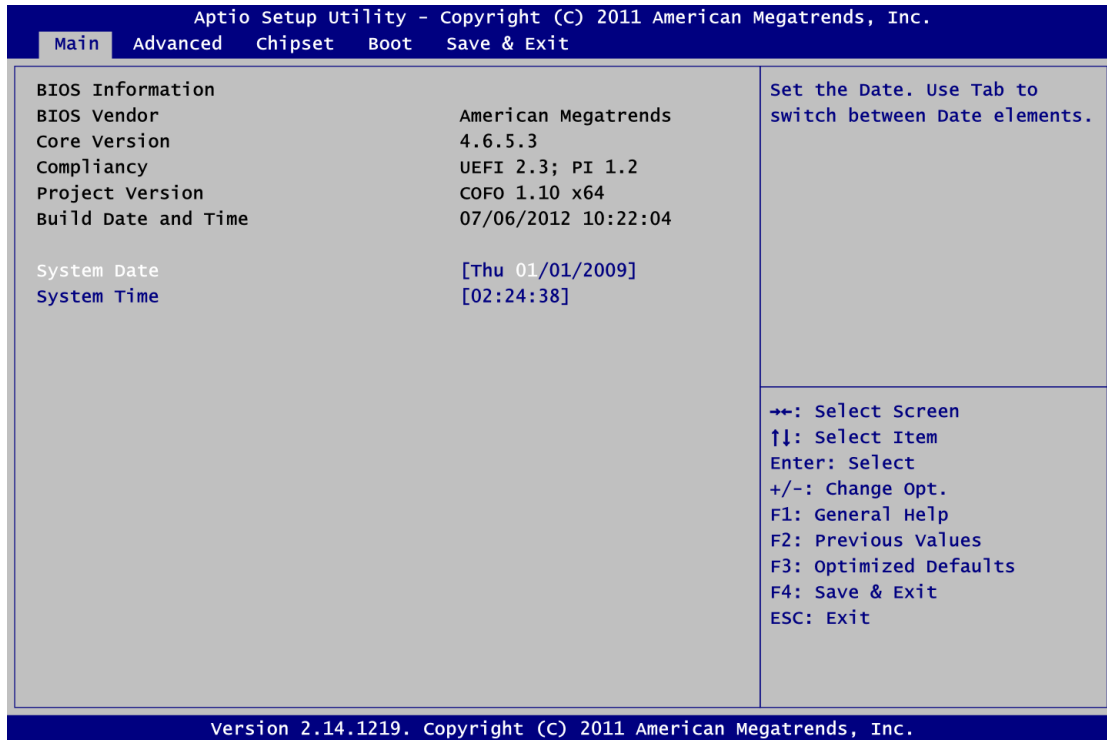 Aptio Setup Utility - Copyright (C) 2011 American Megatrends, Inc.
Main Advanced Chipset Boot Save & Exit
BIOS Information
BIOS Vendor American Megatrends
Core Version 4.6.5.3
Compliancy UEFI 2.3; PI 1.2
Project Version COFO 1.10 x64
Build Date and Time 07/06/2012 10:22:04
System Date [Thu 01/01/2009]
System Time [02:24:38]
Set the Date. Use Tab to
switch between Date elements.
→←: Select Screen
↑↓: Select Item
Enter: Select
+/-: Change Opt.
F1: General Help
F2: Previous Values
F3: Optimized Defaults
F4: Save & Exit
ESC: Exit
Version 2.14.1219. Copyright (C) 2011 American Megatrends, Inc.